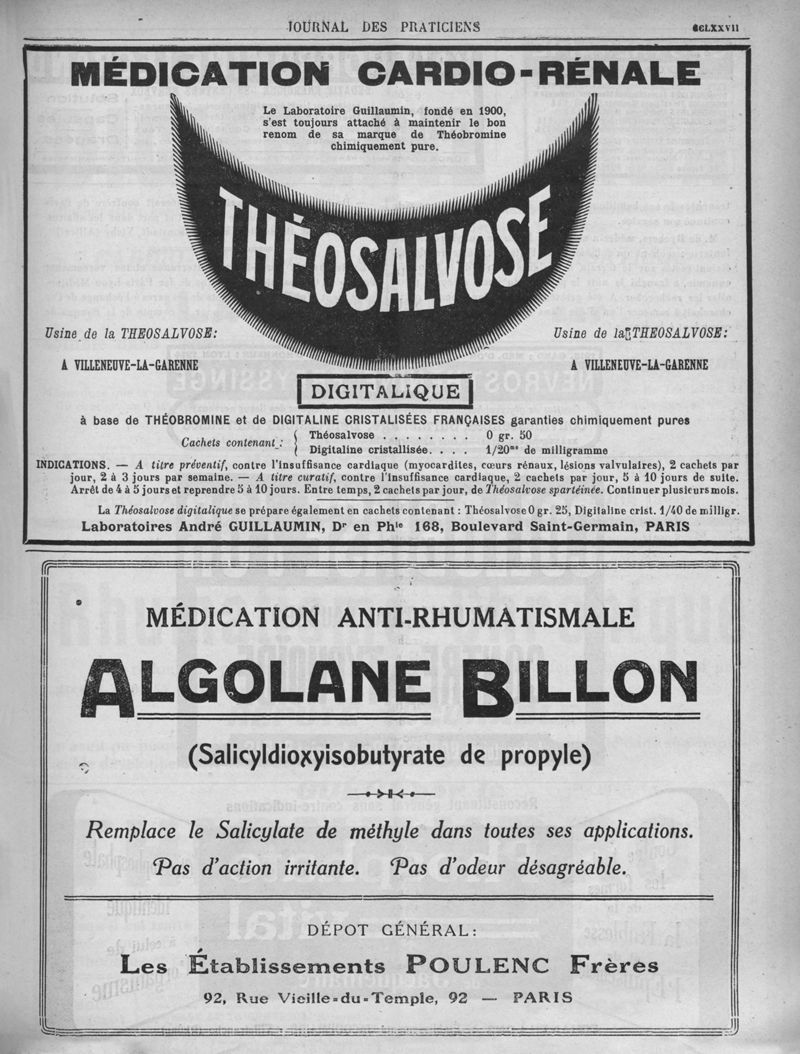 JOURNAL DES PRATICIENS
MÉDICATION CARDIO-RÉNALE
Le Laboratoire Guillaumin, fondé en 1900,
s'est toujours attaché à maintenir le bon
renom de sa marque de Théobromine
chimiquement pure.
THÉOSALVOSE
Usine de la THEOSALVOSE:
A VILLENEUVE-LA-GARENNE
Usine de la THEOSALVOSE:
A VILLENEUVE-LA-GARENNE
DIGITALIQUE
à base de THÉOBROMINE et de DIGITALINE CRISTALISÉES FRANÇAISES garanties chimiquement pures
Cachets contenant :
Théosalvose . . . . . . . . 0 gr. 50
Digitaline cristallisée. . . . 1/20me de milligramme
INDICATIONS. — A titre préventif, contre l'insuffisance cardiaque (myocardites, cœurs rénaux, lésions valvulaires), 2 cachets par
jour, 2 à 3 jours par semaine. — A titre curatif, contre l'Insuffisance cardiaque, 2 cachets par jour, 5 à 10 jours de suite.
Arrêt de 4 à 5 jours et reprendre 5 à 10 jours. Entre temps, 2 cachets par jour, de Théosalvose spartéinée. Continuer plusieurs mois.
La Théosalvose digitalique se prépare également en cachets contenant : Théosalvose 0 gr. 25, Digitaline crist. 1/40 de milligr.
Laboratoires André GUILLAUMIN, Dr en Phie 168, Boulevard Saint-Germain, PARIS
MÉDICATION ANTI-RHUMATISMALE
ALGOLANE BILLON
(Salicyldioxyisobutyrate de propyle)
Remplace le Salicylate de méthyle dans toutes ses applications.
Pas d'action irritante. Pas d'odeur désagréable.
DÉPOT GÉNÉRAL:
Les Établissements POULENC Frères
92, Rue Vieille-du-Temple, 92 — PARIS